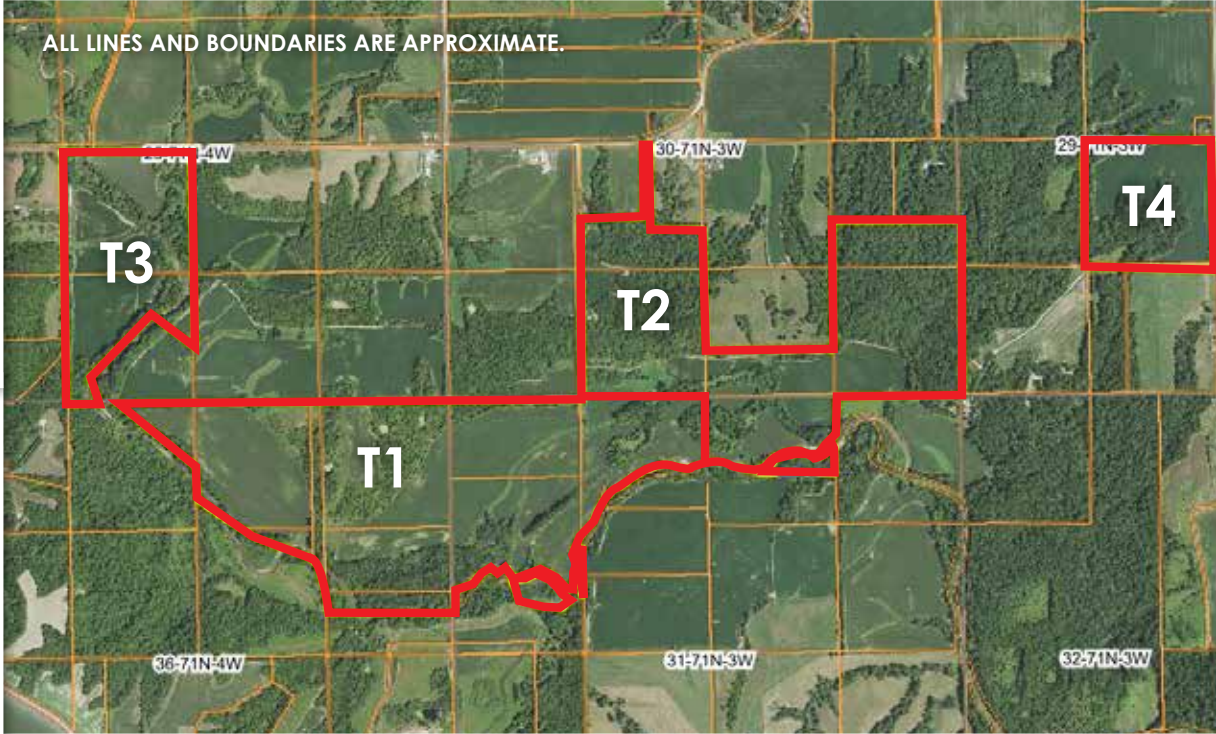 ALL LINES AND BOUNDARIES ARE APPROXIMATE.
30-71N-3W
T3
T4
T2
T1
36-71N-4W
31-71N-3W
32-71N-3W